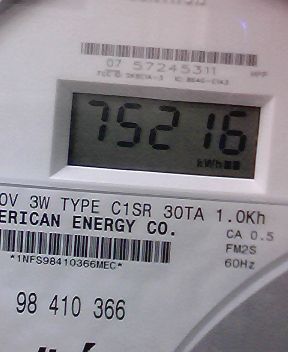 07 57245311
75216
kWh
0V 3W TYPE C1SR 30TA 1.0Kh
ERICAN ENERGY CO.
CA 0.5
FM2S
*1NFS98410366MEC*
60Hz
98 410 366